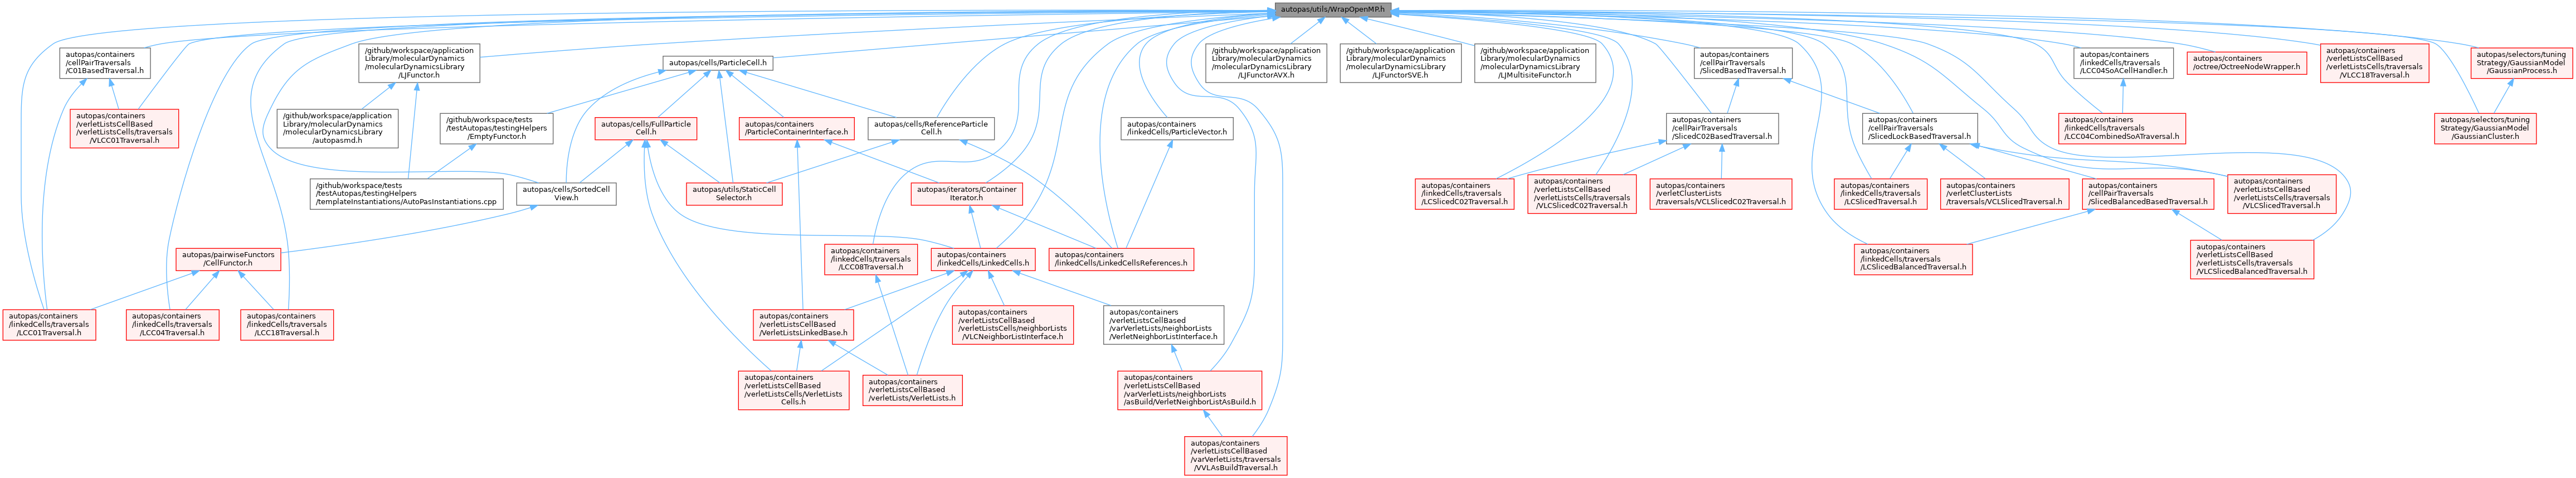 autopas/utils/WrapOpenMP.h
autopas/containers
/cellPairTraversals
/C01BasedTraversal.h
/github/workspace/application
Library/molecularDynamics
/molecularDynamicsLibrary
/LJFunctor.h
autopas/cells/ParticleCell.h
/github/workspace/application
Library/molecularDynamics
/molecularDynamicsLibrary
/LJFunctorAVX.h
/github/workspace/application
Library/molecularDynamics
/molecularDynamicsLibrary
/LJFunctorSVE.h
/github/workspace/application
Library/molecularDynamics
/molecularDynamicsLibrary
/LJMultisiteFunctor.h
autopas/containers
/cellPairTraversals
/SlicedBasedTraversal.h
autopas/containers
/linkedCells/traversals
/LCC04SoACellHandler.h
autopas/containers
/octree/OctreeNodeWrapper.h
autopas/containers
/verletListsCellBased
/verletListsCells/traversals
/VLCC18Traversal.h
autopas/selectors/tuning
Strategy/GaussianModel
/GaussianProcess.h
autopas/containers
/verletListsCellBased
/verletListsCells/traversals
/VLCC01Traversal.h
/github/workspace/application
Library/molecularDynamics
/molecularDynamicsLibrary
/autopasmd.h
/github/workspace/tests
/testAutopas/testingHelpers
/EmptyFunctor.h
autopas/cells/FullParticle
Cell.h
autopas/containers
/ParticleContainerInterface.h
autopas/cells/ReferenceParticle
Cell.h
autopas/containers
/linkedCells/ParticleVector.h
autopas/containers
/cellPairTraversals
/SlicedC02BasedTraversal.h
autopas/containers
/cellPairTraversals
/SlicedLockBasedTraversal.h
autopas/containers
/linkedCells/traversals
/LCC04CombinedSoATraversal.h
autopas/selectors/tuning
Strategy/GaussianModel
/GaussianCluster.h
/github/workspace/tests
/testAutopas/testingHelpers
/templateInstantiations/AutoPasInstantiations.cpp
autopas/cells/SortedCell
View.h
autopas/utils/StaticCell
Selector.h
autopas/iterators/Container
Iterator.h
autopas/containers
/linkedCells/traversals
/LCSlicedC02Traversal.h
autopas/containers
/verletListsCellBased
/verletListsCells/traversals
/VLCSlicedC02Traversal.h
autopas/containers
/verletClusterLists
/traversals/VCLSlicedC02Traversal.h
autopas/containers
/linkedCells/traversals
/LCSlicedTraversal.h
autopas/containers
/verletClusterLists
/traversals/VCLSlicedTraversal.h
autopas/containers
/cellPairTraversals
/SlicedBalancedBasedTraversal.h
autopas/containers
/verletListsCellBased
/verletListsCells/traversals
/VLCSlicedTraversal.h
autopas/pairwiseFunctors
/CellFunctor.h
autopas/containers
/linkedCells/traversals
/LCC08Traversal.h
autopas/containers
/linkedCells/LinkedCells.h
autopas/containers
/linkedCells/LinkedCellsReferences.h
autopas/containers
/linkedCells/traversals
/LCSlicedBalancedTraversal.h
autopas/containers
/verletListsCellBased
/verletListsCells/traversals
/VLCSlicedBalancedTraversal.h
autopas/containers
/linkedCells/traversals
/LCC01Traversal.h
autopas/containers
/linkedCells/traversals
/LCC04Traversal.h
autopas/containers
/linkedCells/traversals
/LCC18Traversal.h
autopas/containers
/verletListsCellBased
/VerletListsLinkedBase.h
autopas/containers
/verletListsCellBased
/verletListsCells/neighborLists
/VLCNeighborListInterface.h
autopas/containers
/verletListsCellBased
/varVerletLists/neighborLists
/VerletNeighborListInterface.h
autopas/containers
/verletListsCellBased
/verletListsCells/VerletLists
Cells.h
autopas/containers
/verletListsCellBased
/verletLists/VerletLists.h
autopas/containers
/verletListsCellBased
/varVerletLists/neighborLists
/asBuild/VerletNeighborListAsBuild.h
autopas/containers
/verletListsCellBased
/varVerletLists/traversals
/VVLAsBuildTraversal.h